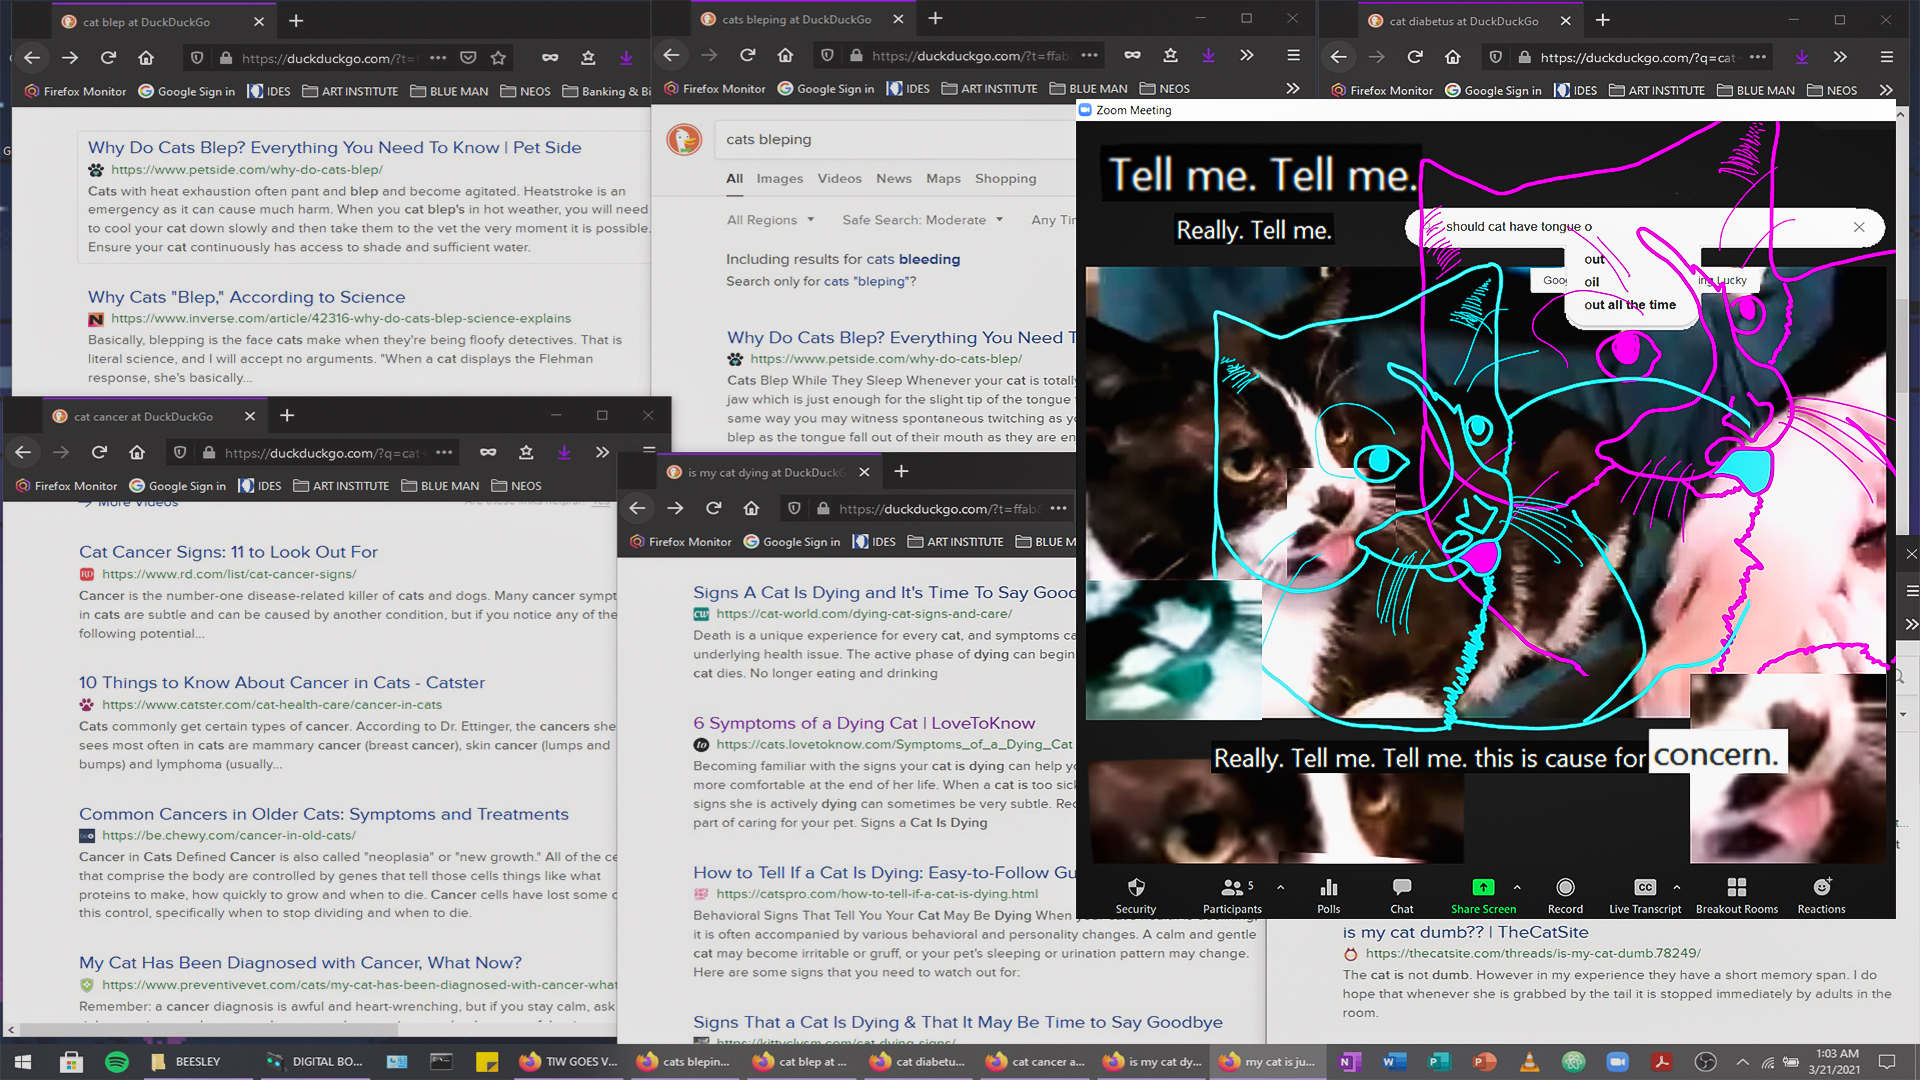 cat blep at DuckDuckGo
https://duckduckgo.com/?t=
Firefox Monitor
Google Sign in
IDES
ART INSTITUTE
BLUE MAN
NEOS
Banking & Bi
Why Do Cats Blep? Everything You Need To Know | Pet Side
https://www.petside.com/why-do-cats-blep/
Cats with heat exhaustion often pant and blep and become agitated. Heatstroke is an
emergency as it can cause much harm. When you cat blep's in hot weather, you will need
to cool your cat down slowly and then take them to the vet the very moment it is possible.
Ensure your cat continuously has access to shade and sufficient water.
Why Cats "Blep," According to Science
https://www.inverse.com/article/42316-why-do-cats-blep-science-explains
Basically, blepping is the face cats make when they're being floofy detectives. That is
literal science, and I will accept no arguments. "When a cat displays the Flehman
response, she's basically...
cats bleping at DuckDuckGo
https://duckduckgo.com/?t=ffab
Firefox Monitor
Google Sign in
IDES
ART INSTITUTE
BLUE MAN
NEOS
cats bleping
All Images Videos News Maps Shopping
All Regions
Safe Search: Moderate
Any Tir
Including results for cats bleeding
Search only for cats "bleping"?
Why Do Cats Blep? Everything You Need T
https://www.petside.com/why-do-cats-blep/
Cats Blep While They Sleep Whenever your cat is totally
jaw which is just enough for the slight tip of the tongue t
same way you may witness spontaneous twitching as yo
blep as the tongue fall out of their mouth as they are en
cat diabetus at DuckDuckGo
https://duckduckgo.com/?q=cat
Firefox Monitor
Google Sign in
IDES
ART INSTITUTE
BLUE MAN
NEOS
Zoom Meeting
Tell me. Tell me.
Really. Tell me.
should cat have tongue o
out
oil
out all the time
Goog
ing Lucky
Really. Tell me. Tell me. this is cause for concern.
Security
Participants
5
Polls
Chat
Share Screen
Record
CC
Live Transcript
Breakout Rooms
Reactions
cat cancer at DuckDuckGo
https://duckduckgo.com/?q=cat
Firefox Monitor
Google Sign in
IDES
ART INSTITUTE
BLUE MAN
NEOS
More Videos
Cat Cancer Signs: 11 to Look Out For
RD
https://www.rd.com/list/cat-cancer-signs/
Cancer is the number-one disease-related killer of cats and dogs. Many cancer sympt
in cats are subtle and can be caused by another condition, but if you notice any of the
following potential...
10 Things to Know About Cancer in Cats - Catster
https://www.catster.com/cat-health-care/cancer-in-cats
Cats commonly get certain types of cancer. According to Dr. Ettinger, the cancers she
sees most often in cats are mammary cancer (breast cancer), skin cancer (lumps and
bumps) and lymphoma (usually...
Common Cancers in Older Cats: Symptoms and Treatments
https://be.chewy.com/cancer-in-old-cats/
Cancer in Cats Defined Cancer is also called "neoplasia" or "new growth." All of the ce
that comprise the body are controlled by genes that tell those cells things like what
proteins to make, how quickly to grow and when to die. Cancer cells have lost some c
this control, specifically when to stop dividing and when to die.
My Cat Has Been Diagnosed with Cancer, What Now?
https://www.preventivevet.com/cats/my-cat-has-been-diagnosed-with-cancer-what
Remember: a cancer diagnosis is awful and heart-wrenching, but if you stay calm, ask
is my cat dying at DuckDuckG
https://duckduckgo.com/?t=ffab
Firefox Monitor
Google Sign in
IDES
ART INSTITUTE
BLUE M
Signs A Cat Is Dying and It's Time To Say Good
cw
https://cat-world.com/dying-cat-signs-and-care/
Death is a unique experience for every cat, and symptoms ca
underlying health issue. The active phase of dying can begin
cat dies. No longer eating and drinking
6 Symptoms of a Dying Cat | LoveToKnow
to
https://cats.lovetoknow.com/Symptoms_of_a_Dying_Cat
Becoming familiar with the signs your cat is dying can help yo
more comfortable at the end of her life. When a cat is too sick
signs she is actively dying can sometimes be very subtle. Rec
part of caring for your pet. Signs a Cat Is Dying
How to Tell If a Cat Is Dying: Easy-to-Follow Gu
https://catspro.com/how-to-tell-if-a-cat-is-dying.html
Behavioral Signs That Tell You Your Cat May Be Dying When
it is often accompanied by various behavioral and personality changes. A calm and gentle
cat may become irritable or gruff, or your pet's sleeping or urination pattern may change.
Here are some signs that you need to watch out for:
Signs That a Cat Is Dying & That It May Be Time to Say Goodbye
https://kittyclysm.com/cat-dying-signs/
is my cat dumb?? | TheCatSite
https://thecatsite.com/threads/is-my-cat-dumb.78249/
The cat is not dumb. However in my experience they have a short memory span. I do
hope that whenever she is grabbed by the tail it is stopped immediately by adults in the
room.
BEESLEY
DIGITAL BO...
TIW GOES V...
cats blepin...
cat blep at ...
cat diabetu...
cat cancer a...
is my cat dy...
my cat is ju...
1:03 AM
3/21/2021